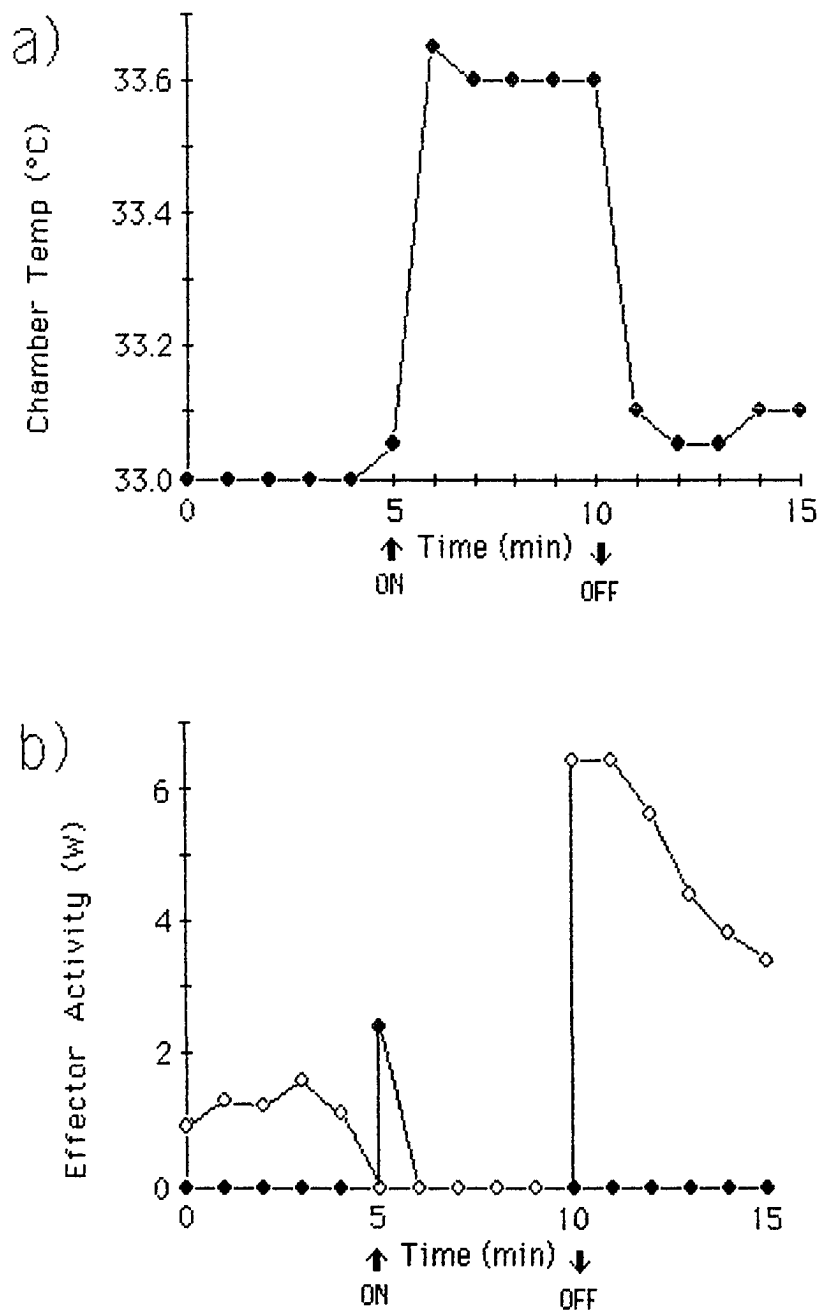 a)
Chamber Temp (°C)
33.6
33.4
33.2
33.0
0 5 10 15
Time (min)
ON OFF
b)
Effector Activity (W)
6
4
2
0
0 5 10 15
Time (min)
ON OFF